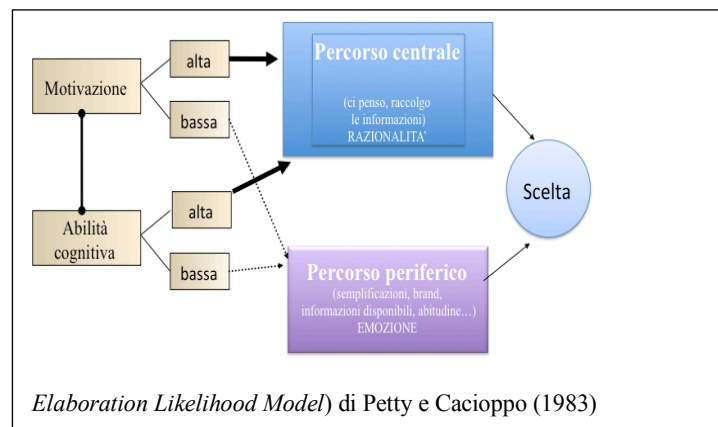 Motivazione
alta
bassa
Abilità
cognitiva
alta
bassa
Percorso centrale
(ci penso, raccolgo
le informazioni)
RAZIONALITA’
Percorso periferico
(semplificazioni, brand,
informazioni disponibili, abitudine…)
EMOZIONE
Scelta
Elaboration Likelihood Model) di Petty e Cacioppo (1983)